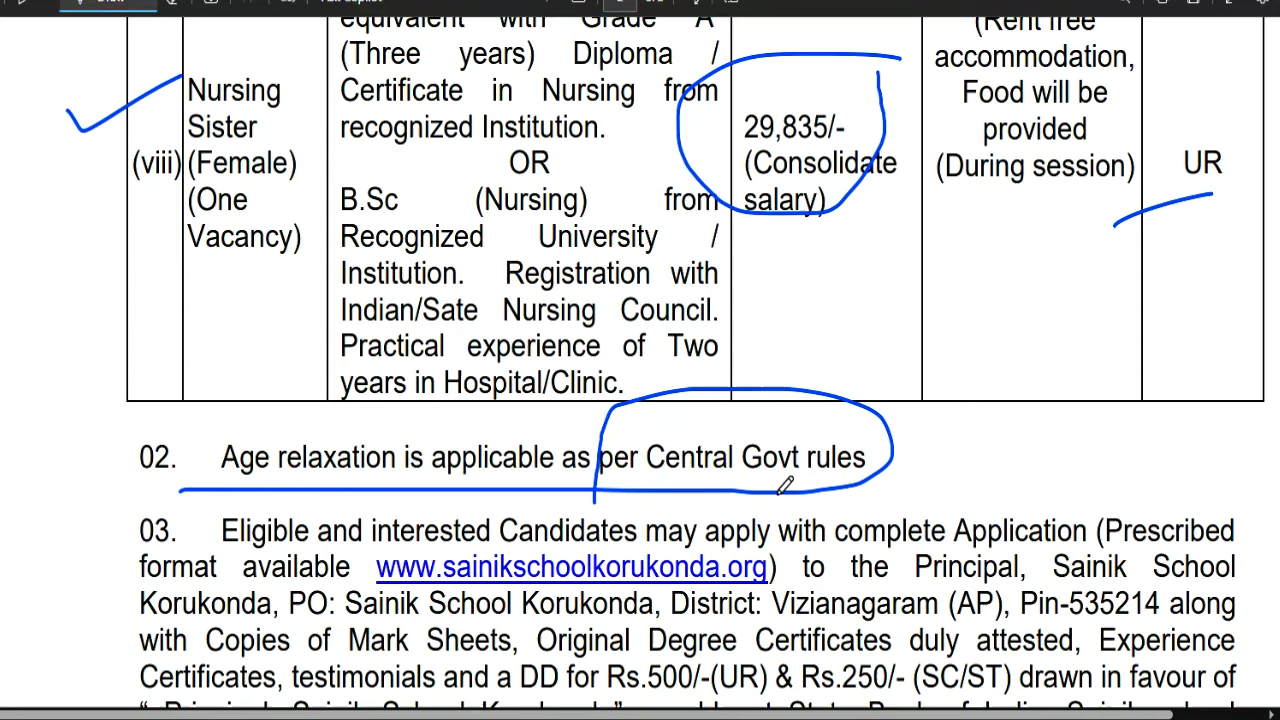 equivalent with Grade A
(Three years) Diploma /
Certificate in Nursing from
recognized Institution.
OR
B.Sc (Nursing) from
Recognized University /
Institution. Registration with
Indian/Sate Nursing Council.
Practical experience of Two
years in Hospital/Clinic.
(viii)
Nursing
Sister
(Female)
(One
Vacancy)
29,835/-
(Consolidate
salary)
(Rent free
accommodation,
Food will be
provided
(During session)
UR
02. Age relaxation is applicable as per Central Govt rules
03. Eligible and interested Candidates may apply with complete Application (Prescribed
format available www.sainikschoolkorukonda.org) to the Principal, Sainik School
Korukonda, PO: Sainik School Korukonda, District: Vizianagaram (AP), Pin-535214 along
with Copies of Mark Sheets, Original Degree Certificates duly attested, Experience
Certificates, testimonials and a DD for Rs.500/-(UR) & Rs.250/- (SC/ST) drawn in favour of